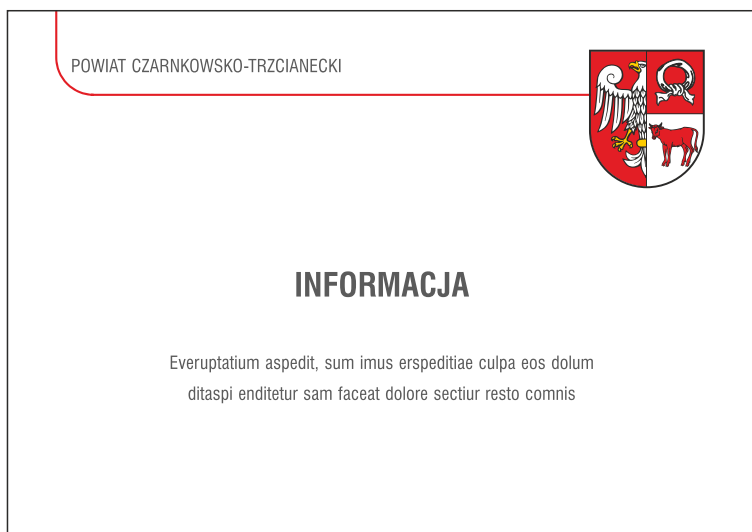 POWIAT CZARNKOWSKO-TRZCIANECKI
INFORMACJA
Everuptatium aspedit, sum imus erspeditiae culpa eos dolum
ditaspi enditetur sam faceat dolore sectiur resto comnis